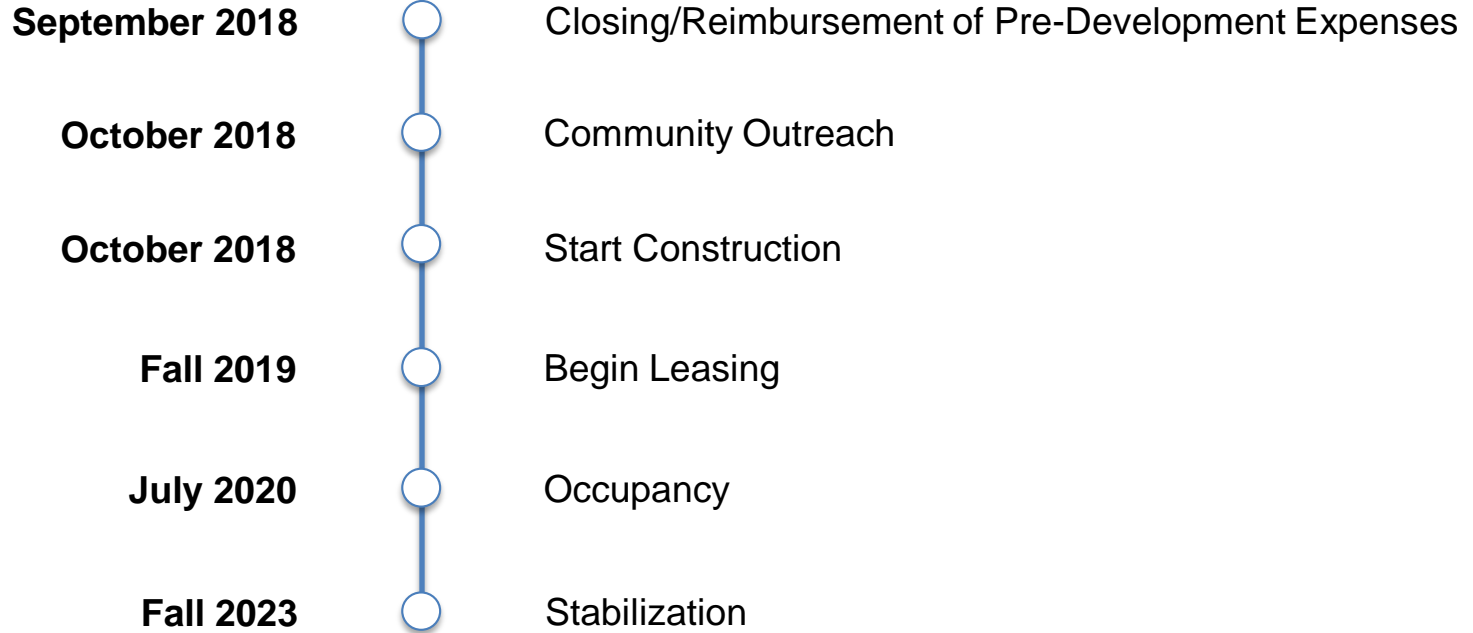 September 2018 Closing/Reimbursement of Pre-Development Expenses
October 2018 Community Outreach
October 2018 Start Construction
Fall 2019 Begin Leasing
July 2020 Occupancy
Fall 2023 Stabilization